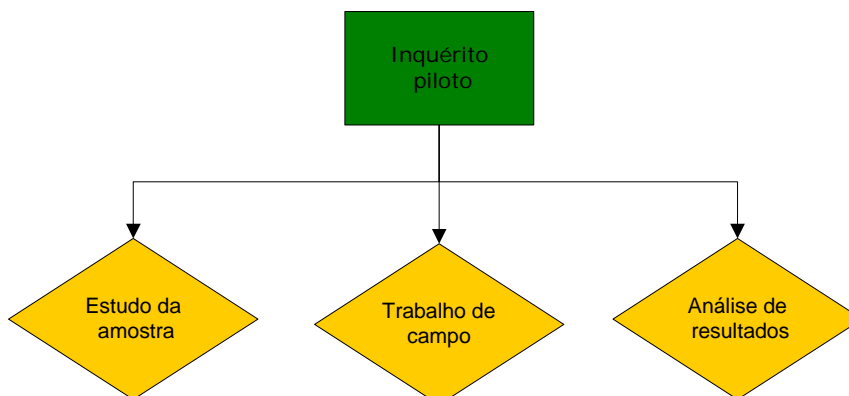 Inquérito
piloto
Estudo da
amostra
Trabalho de
campo
Análise de
resultados